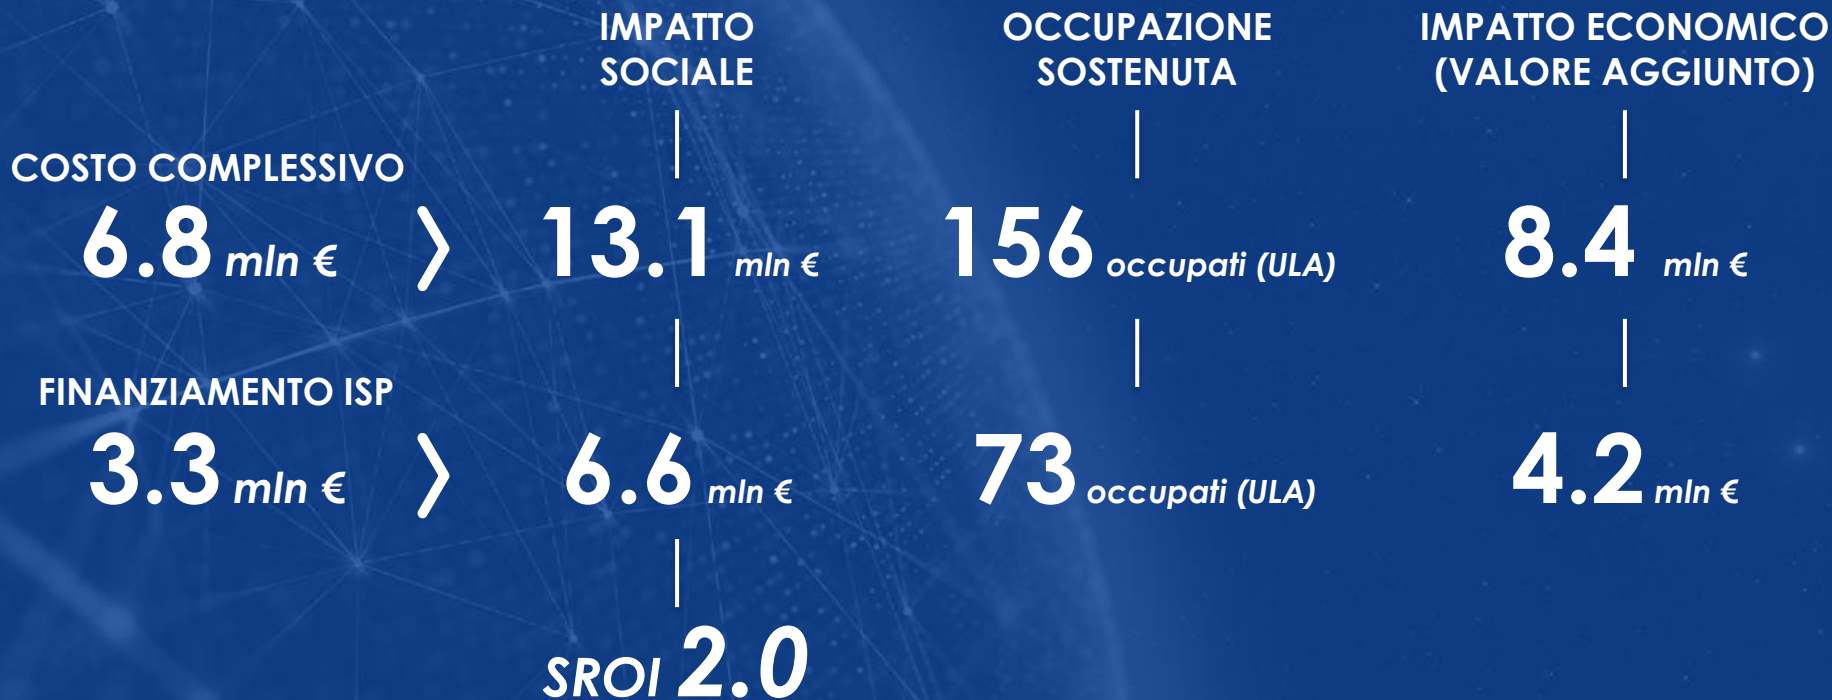 IMPATTO
SOCIALE
OCCUPAZIONE
SOSTENUTA
IMPATTO ECONOMICO
(VALORE AGGIUNTO)
COSTO COMPLESSIVO
6.8 mln € 〉 13.1 mln € 156 occupati (ULA) 8.4 mln €
FINANZIAMENTO ISP
3.3 mln € 〉 6.6 mln € 73 occupati (ULA) 4.2 mln €
SROI 2.0